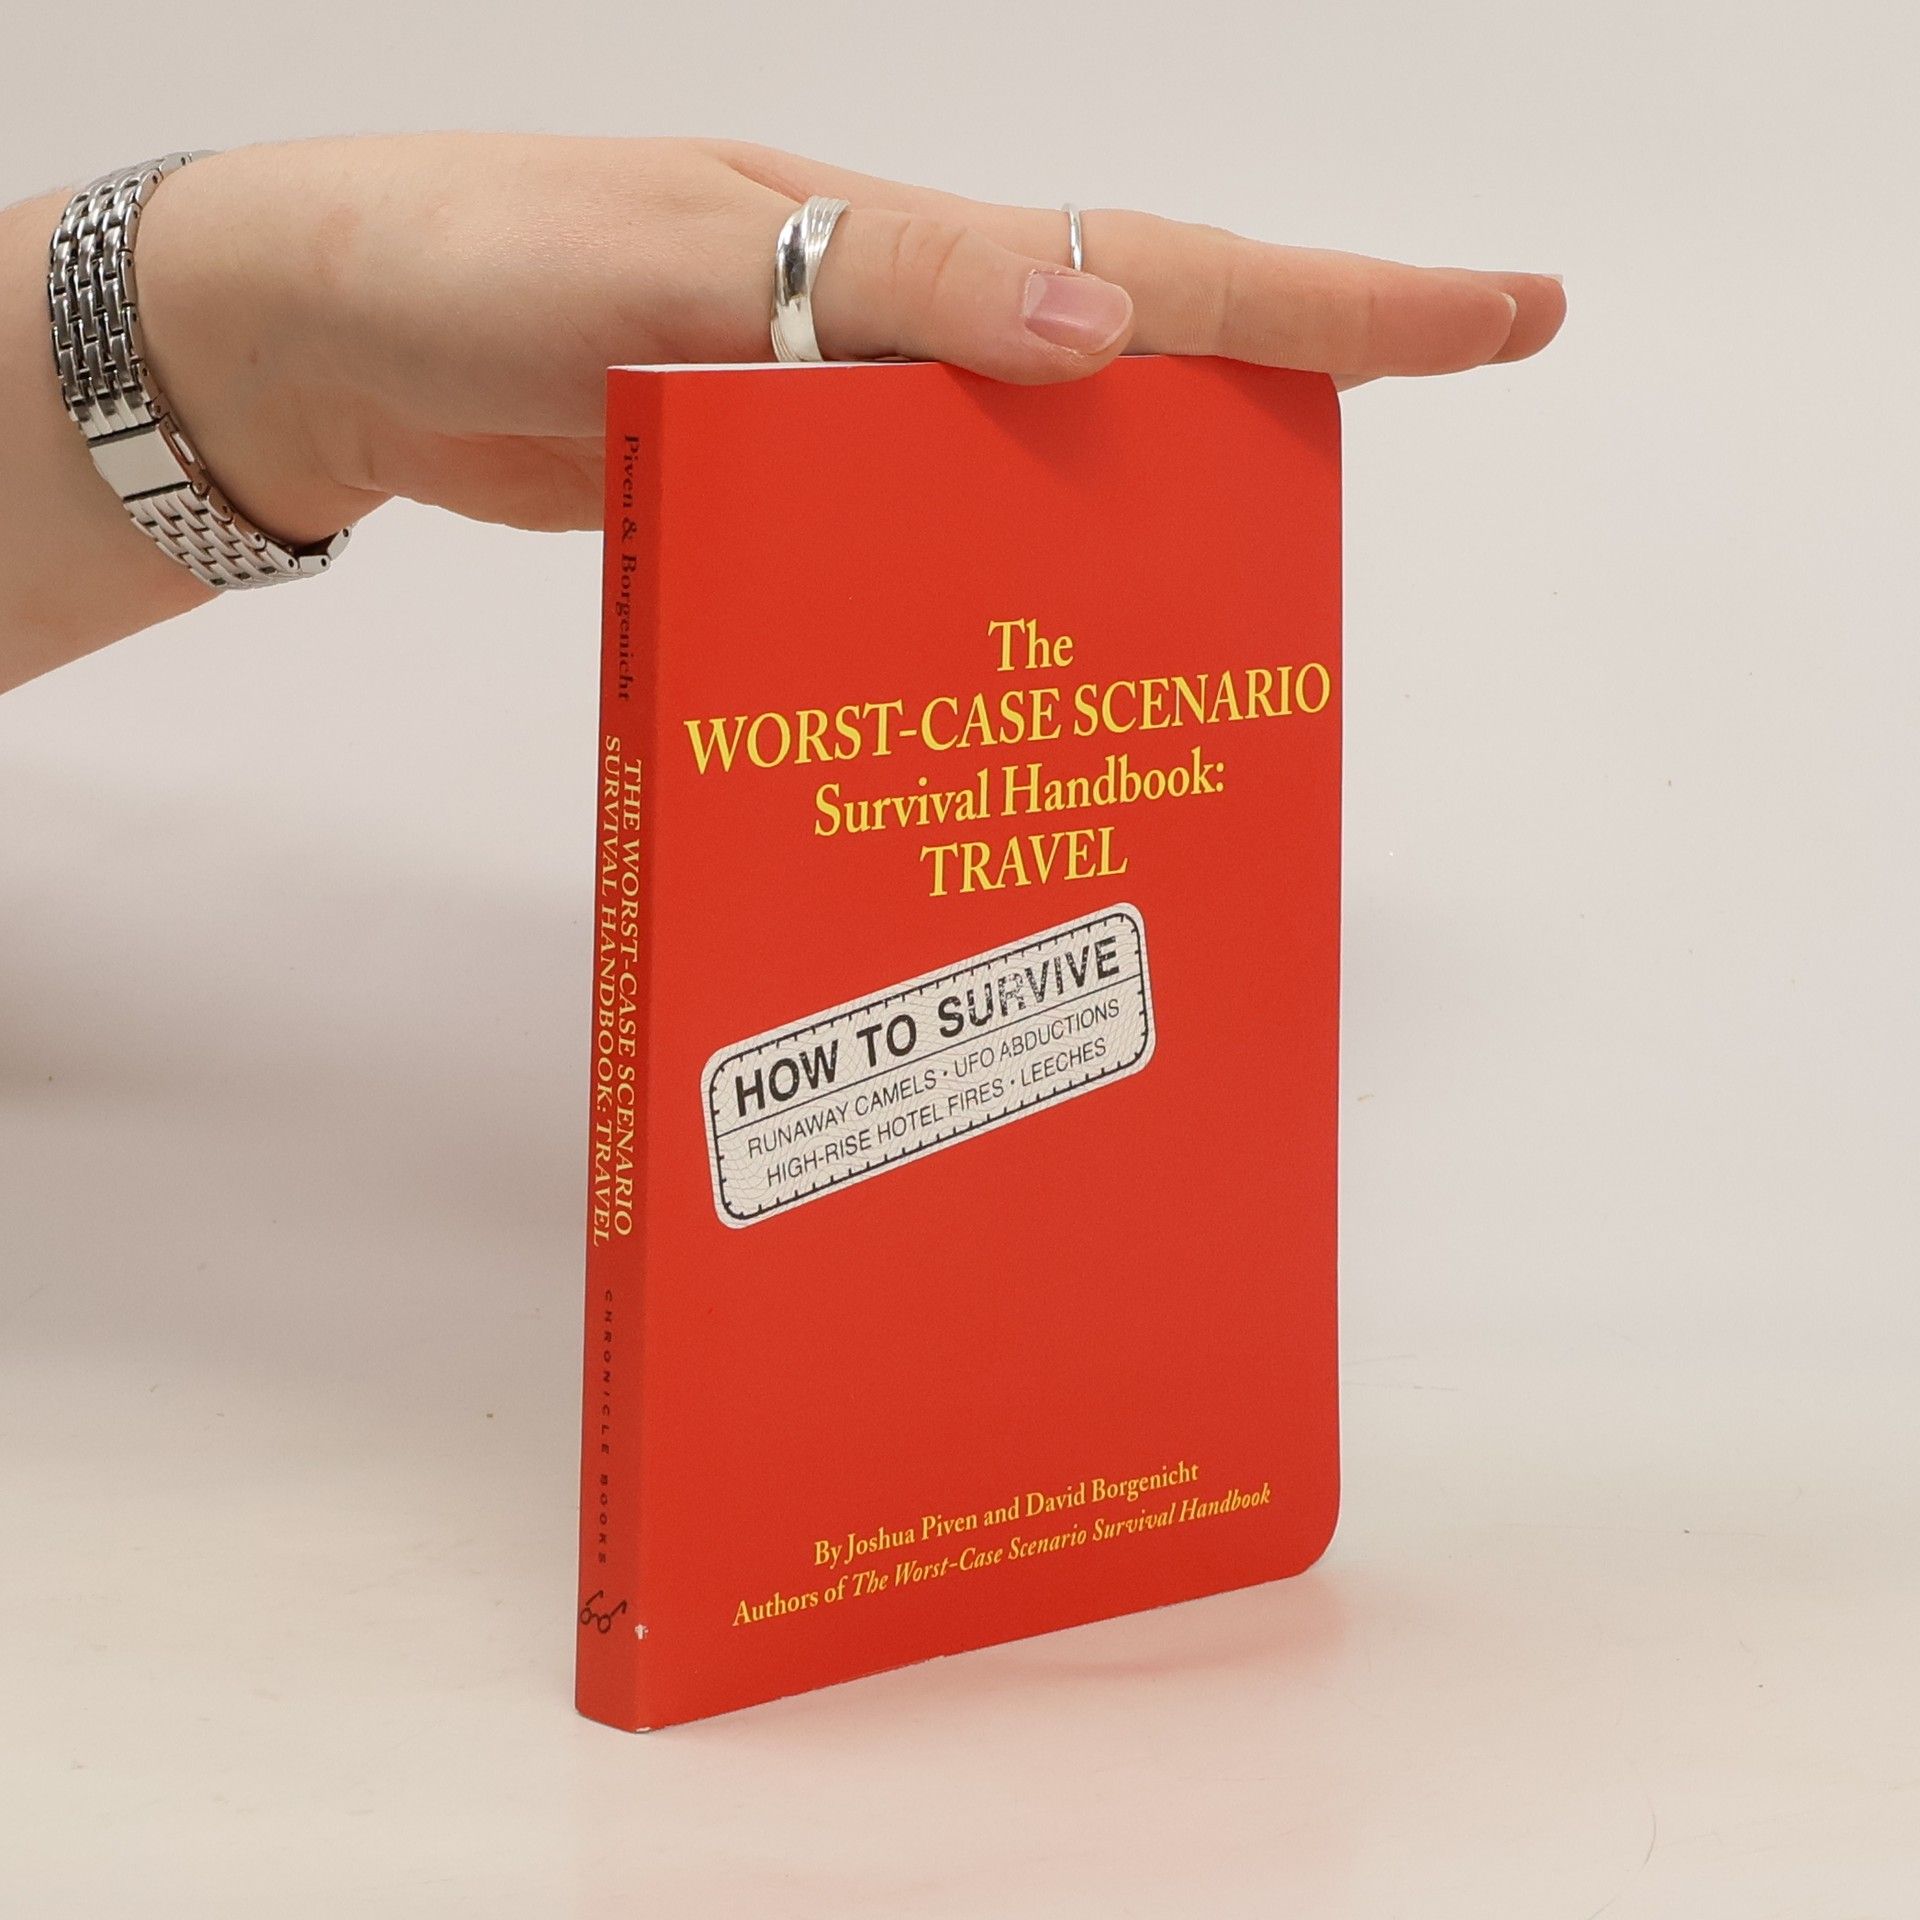 Piven & Borgenicht
THE WORST-CASE SCENARIO
SURVIVAL HANDBOOK: TRAVEL
CHRONICLE BOOKS
The
WORST-CASE SCENARIO
Survival Handbook:
TRAVEL
HOW TO SURVIVE
RUNAWAY CAMELS · UFO ABDUCTIONS
HIGH-RISE HOTEL FIRES · LEECHES
By Joshua Piven and David Borgenicht
Authors of The Worst-Case Scenario Survival Handbook